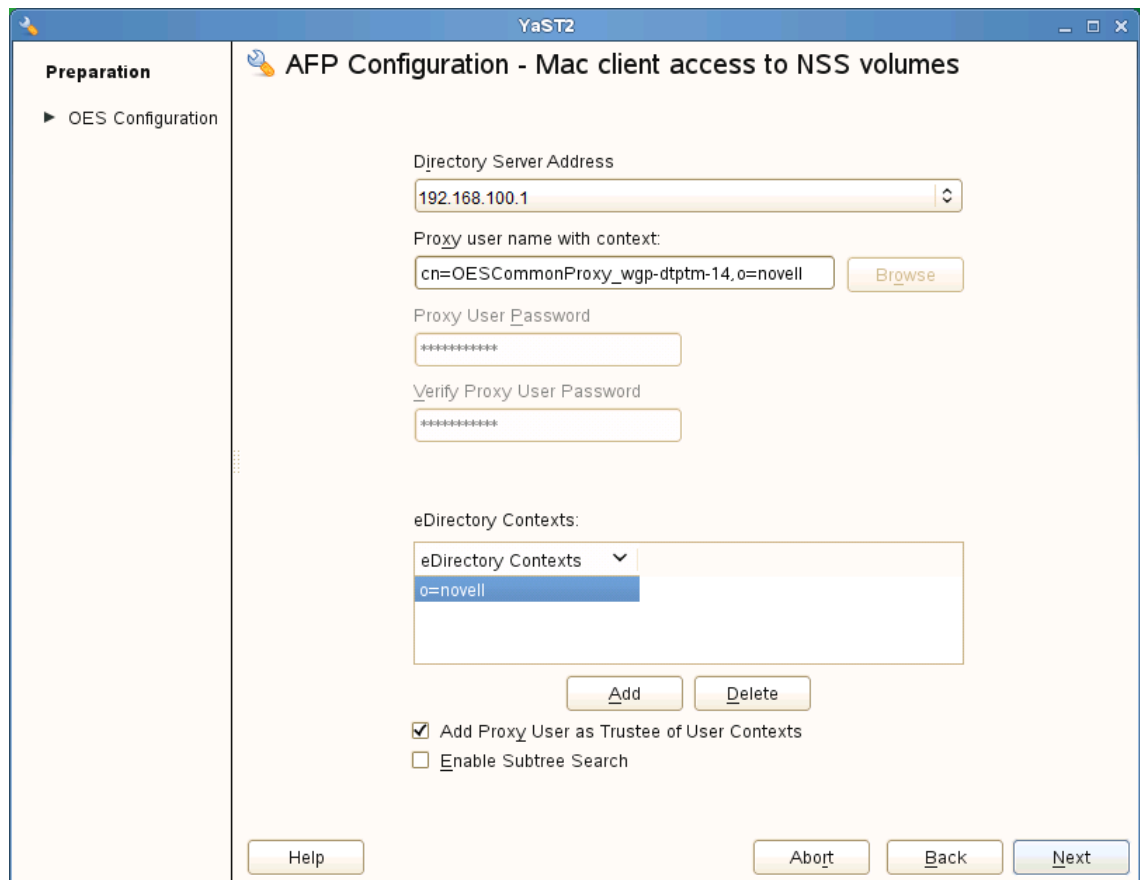 YaST2
Preparation
OES Configuration
AFP Configuration - Mac client access to NSS volumes
Directory Server Address
192.168.100.1
Proxy user name with context:
cn=OESCommonProxy_wgp-dtptm-14,o=novell
Browse
Proxy User Password
***********
Verify Proxy User Password
***********
eDirectory Contexts:
eDirectory Contexts
o=novell
Add
Delete
Add Proxy User as Trustee of User Contexts
Enable Subtree Search
Help
Abort
Back
Next